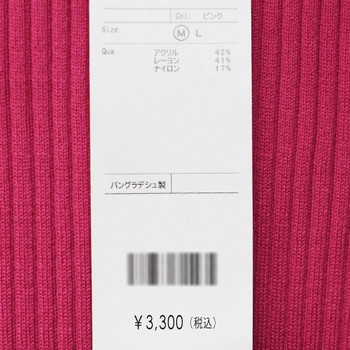 Col. ピンク
Size Ⓜ L
Qua. アクリル 42%
レーヨン 41%
ナイロン 17%
バングラデシュ製
¥3,300(税込)